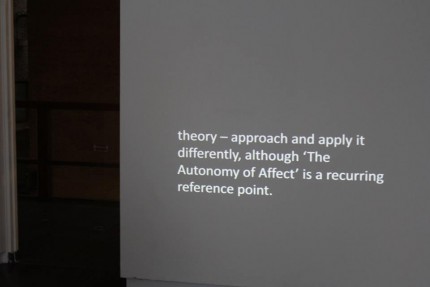 theory – approach and apply it
differently, although ‘The
Autonomy of Affect’ is a recurring
reference point.